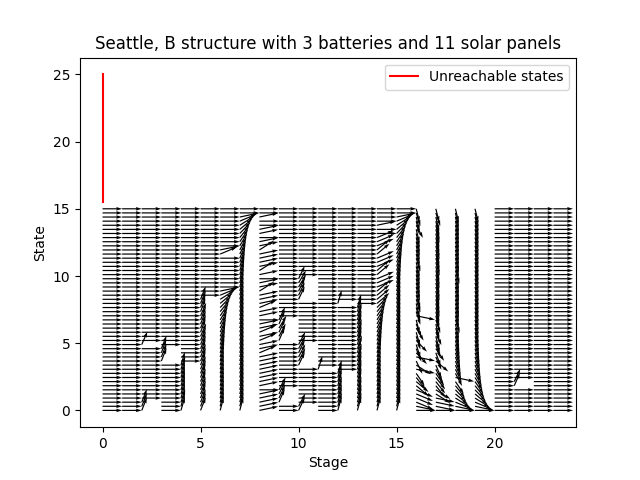 Seattle, B structure with 3 batteries and 11 solar panels
Unreachable states
25
20
15
10
5
0
State
0 5 10 15 20
Stage